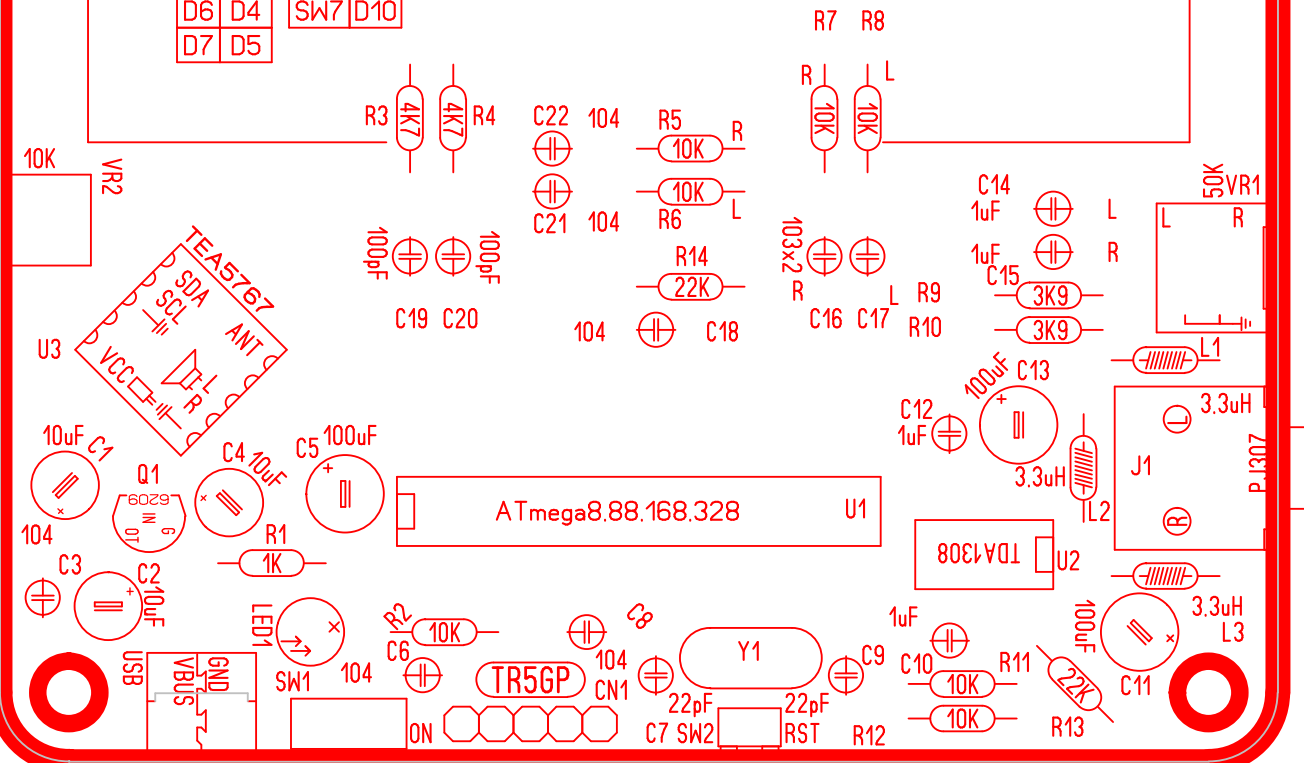 D6 D4 SW7 D10
D7 D5
R7 R8
R L
R3 4K7 4K7 R4
C22 104 R5 R
10K 10K 10K
10K VR2
10K
C21 104 R6 L
C14 50K VR1
1uF L L R
1uF R
C15
100pF 100pF
R14
22K
103x2
R L R9 3K9
C19 C20
104 C18
C16 C17 R10 3K9
TEA5767
SDA
SCL
ANT
U3
VCC
L
R
L1
100uF C13
3.3uH
C12
1uF
L
J1
PJ307
3.3uH
R
L2
10uF C1
C4 10uF
C5 100uF
Q1
6209
IN
G
OT
104
ATmega8.88.168.328 U1
TDA1308 U2
R1
1K
C3
C2
10uF
LED1
R2
10K
C8
C6
104
104
Y1
C9
1uF
C10
R11
10K
100uF
3.3uH
L3
C11
22K
R13
USB
VBUS
GND
SW1
TR5GP
CN1
22pF 22pF
10K
ON
C7 SW2 RST R12